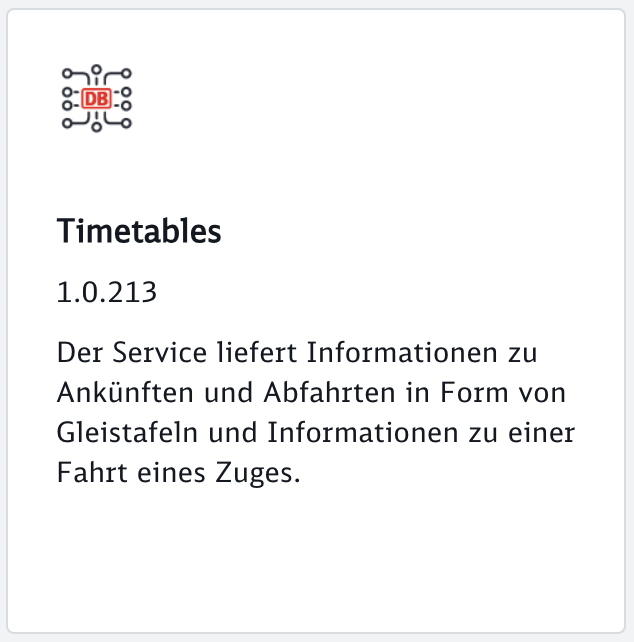 DB
Timetables
1.0.213
Der Service liefert Informationen zu
Ankünften und Abfahrten in Form von
Gleistafeln und Informationen zu einer
Fahrt eines Zuges.